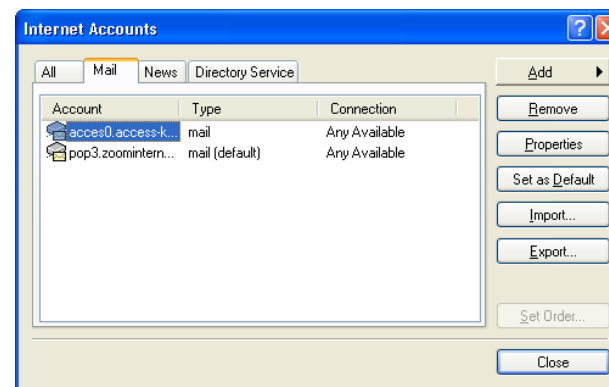 Internet Accounts
All Mail News Directory Service
Account Type Connection
acces0.access-k... mail Any Available
pop3.zoomintern... mail (default) Any Available
Add
Remove
Properties
Set as Default
Import...
Export...
Set Order...
Close